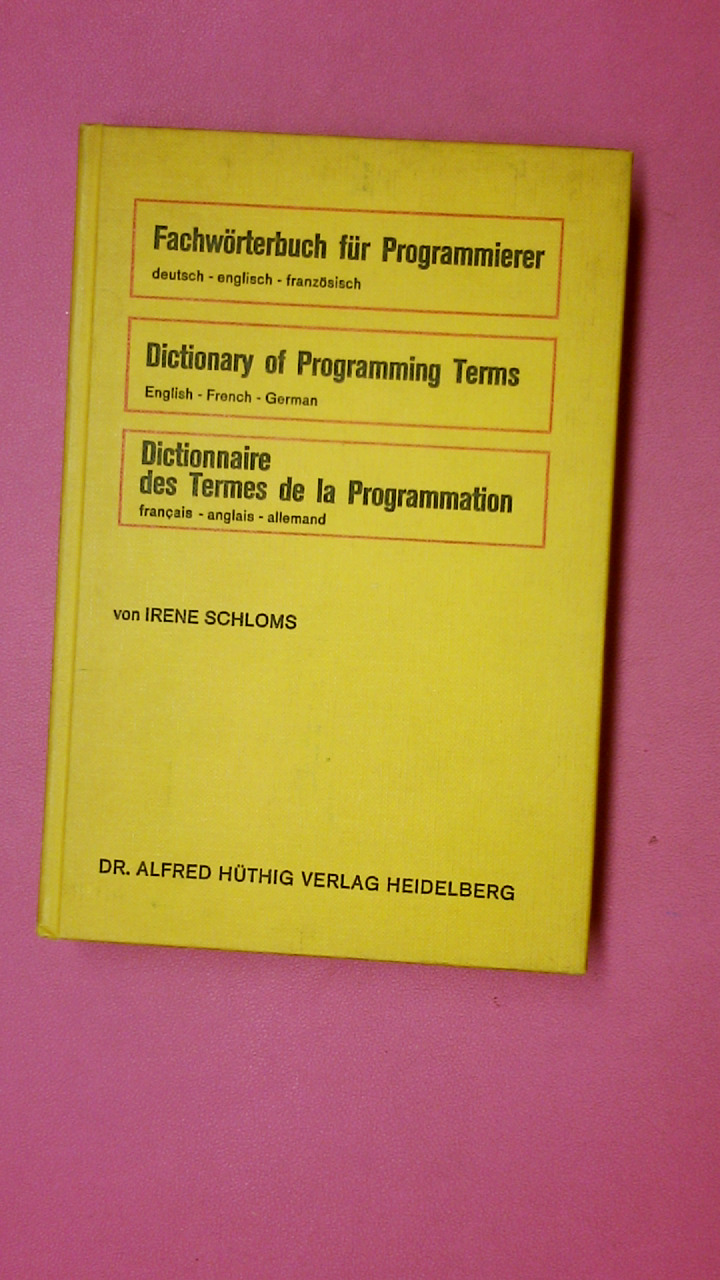 Fachwörterbuch für Programmierer
deutsch - englisch - französisch
Dictionary of Programming Terms
English - French - German
Dictionnaire
des Termes de la Programmation
français - anglais - allemand
von IRENE SCHLOMS
DR. ALFRED HÜTHIG VERLAG HEIDELBERG